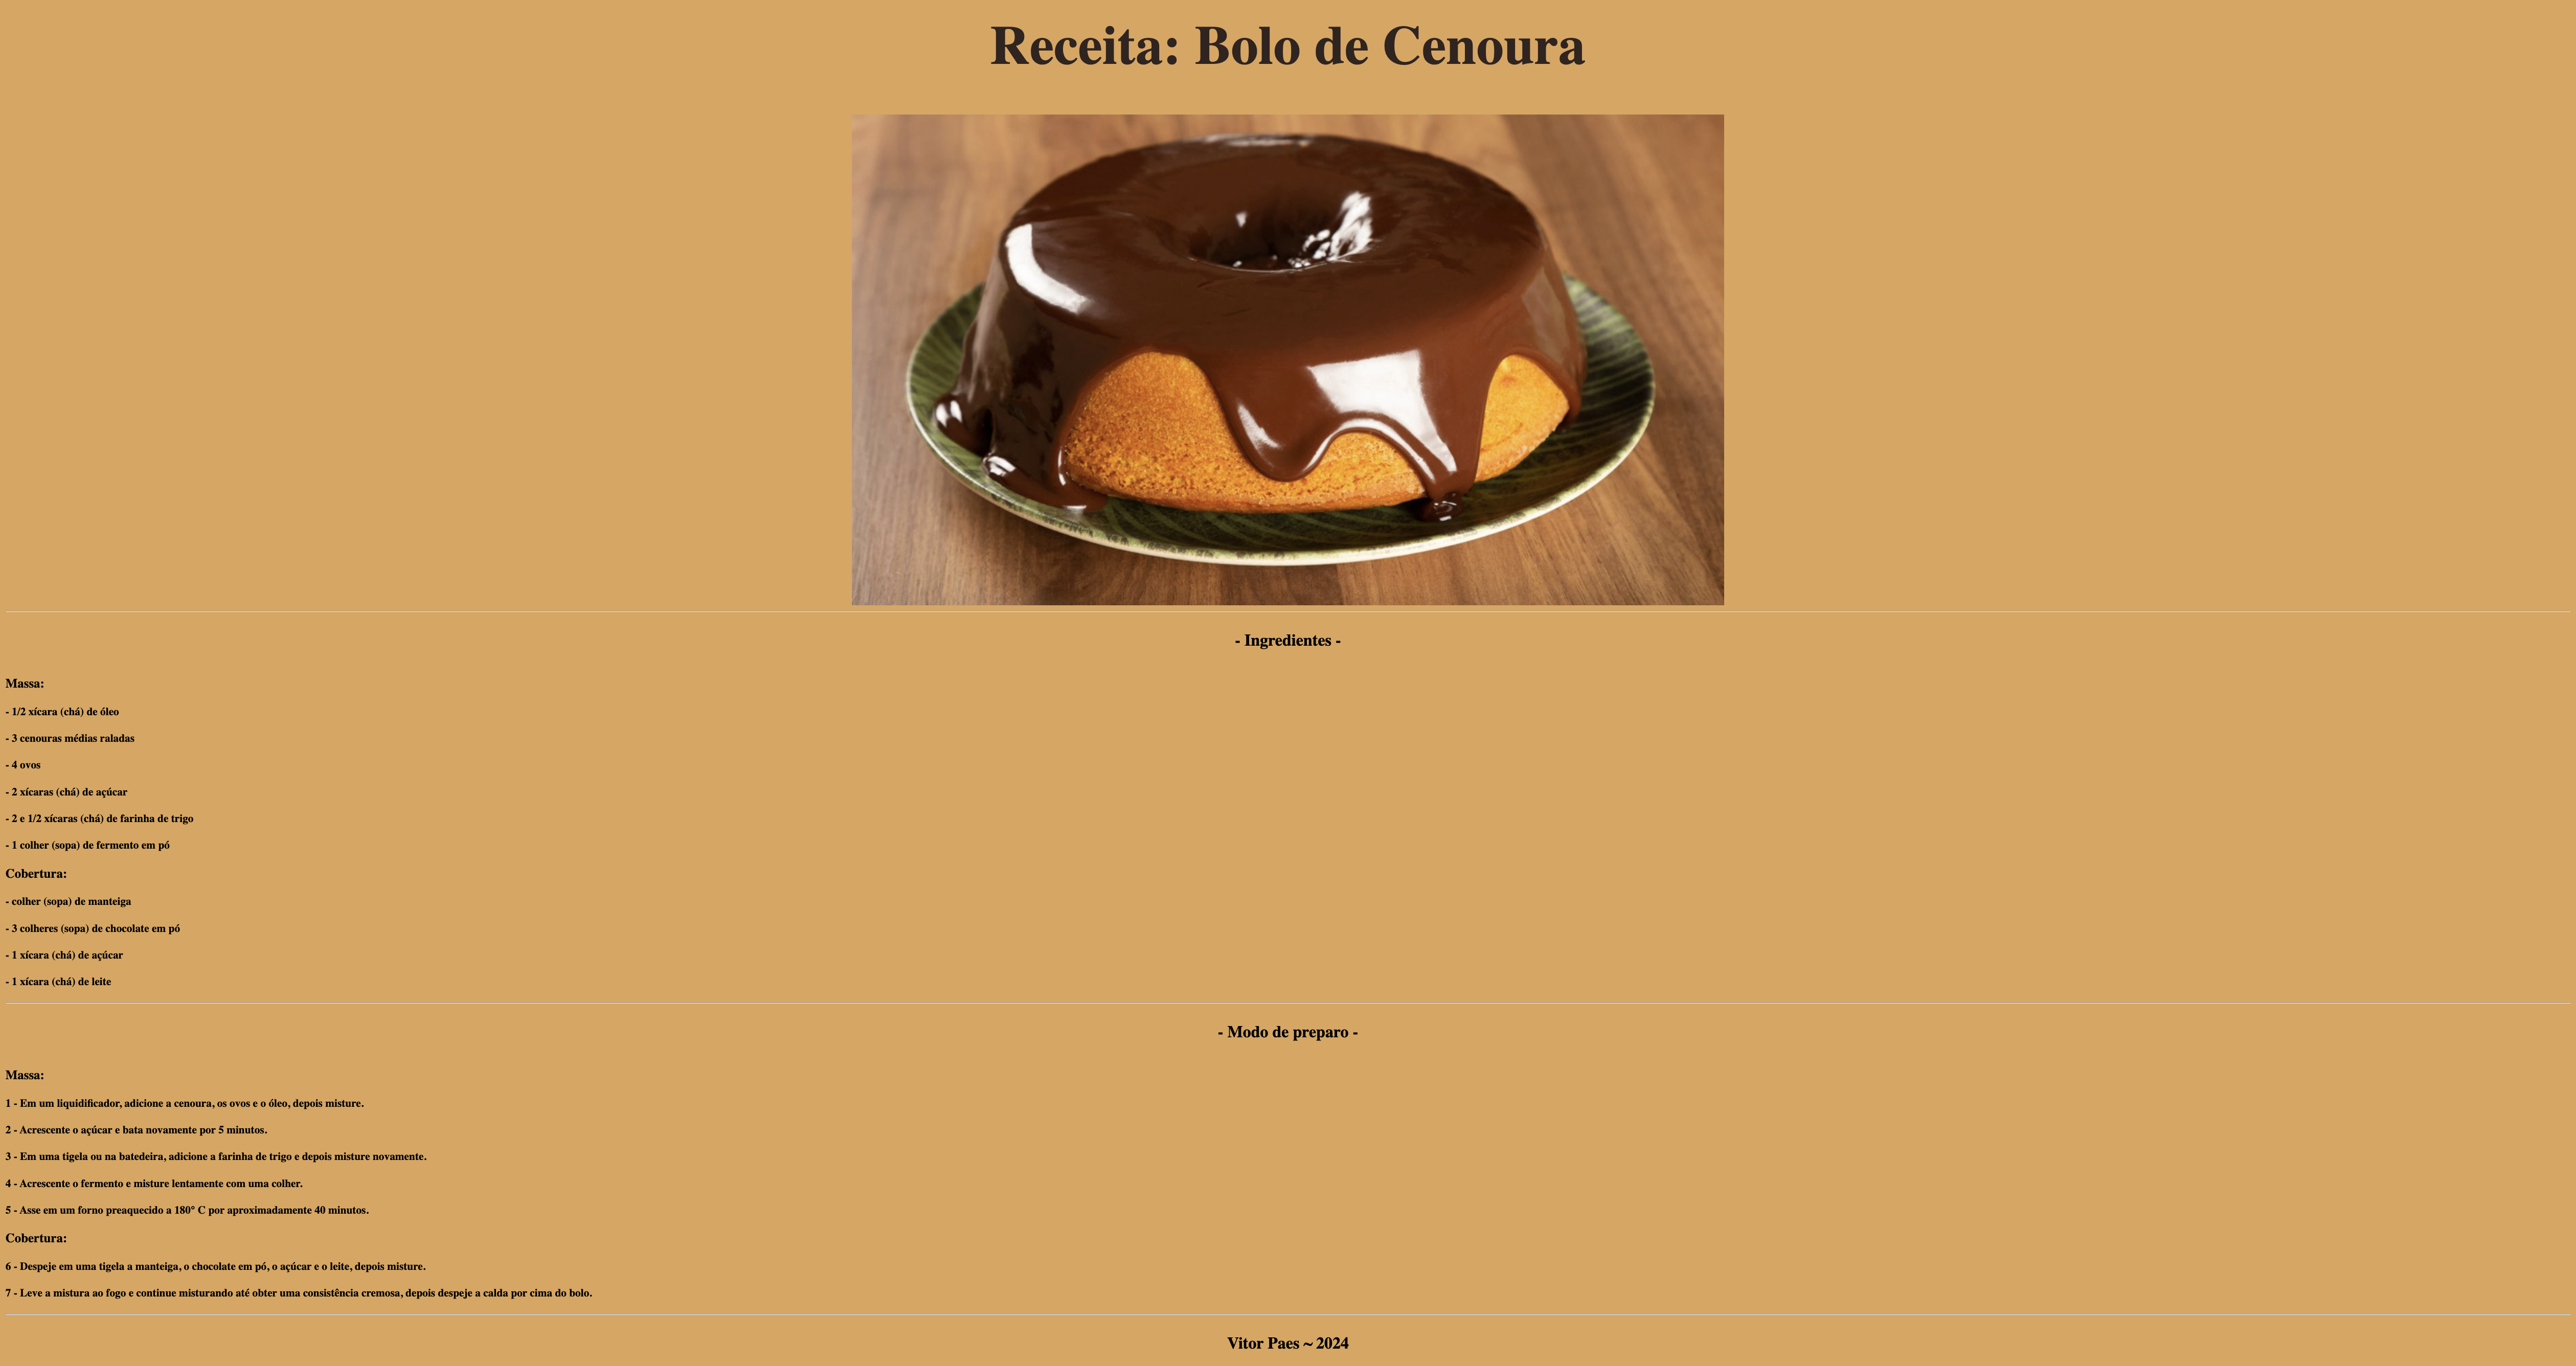 Receita: Bolo de Cenoura
- Ingredientes -
Massa:
- 1/2 xícara (chá) de óleo
- 3 cenouras médias raladas
- 4 ovos
- 2 xícaras (chá) de açúcar
- 2 e 1/2 xícaras (chá) de farinha de trigo
- 1 colher (sopa) de fermento em pó
Cobertura:
- colher (sopa) de manteiga
- 3 colheres (sopa) de chocolate em pó
- 1 xícara (chá) de açúcar
- 1 xícara (chá) de leite
- Modo de preparo -
Massa:
1 - Em um liquidificador, adicione a cenoura, os ovos e o óleo, depois misture.
2 - Acrescente o açúcar e bata novamente por 5 minutos.
3 - Em uma tigela ou na batedeira, adicione a farinha de trigo e depois misture novamente.
4 - Acrescente o fermento e misture lentamente com uma colher.
5 - Asse em um forno preaquecido a 180° C por aproximadamente 40 minutos.
Cobertura:
6 - Despeje em uma tigela a manteiga, o chocolate em pó, o açúcar e o leite, depois misture.
7 - Leve a mistura ao fogo e continue misturando até obter uma consistência cremosa, depois despeje a calda por cima do bolo.
Vitor Paes ~ 2024